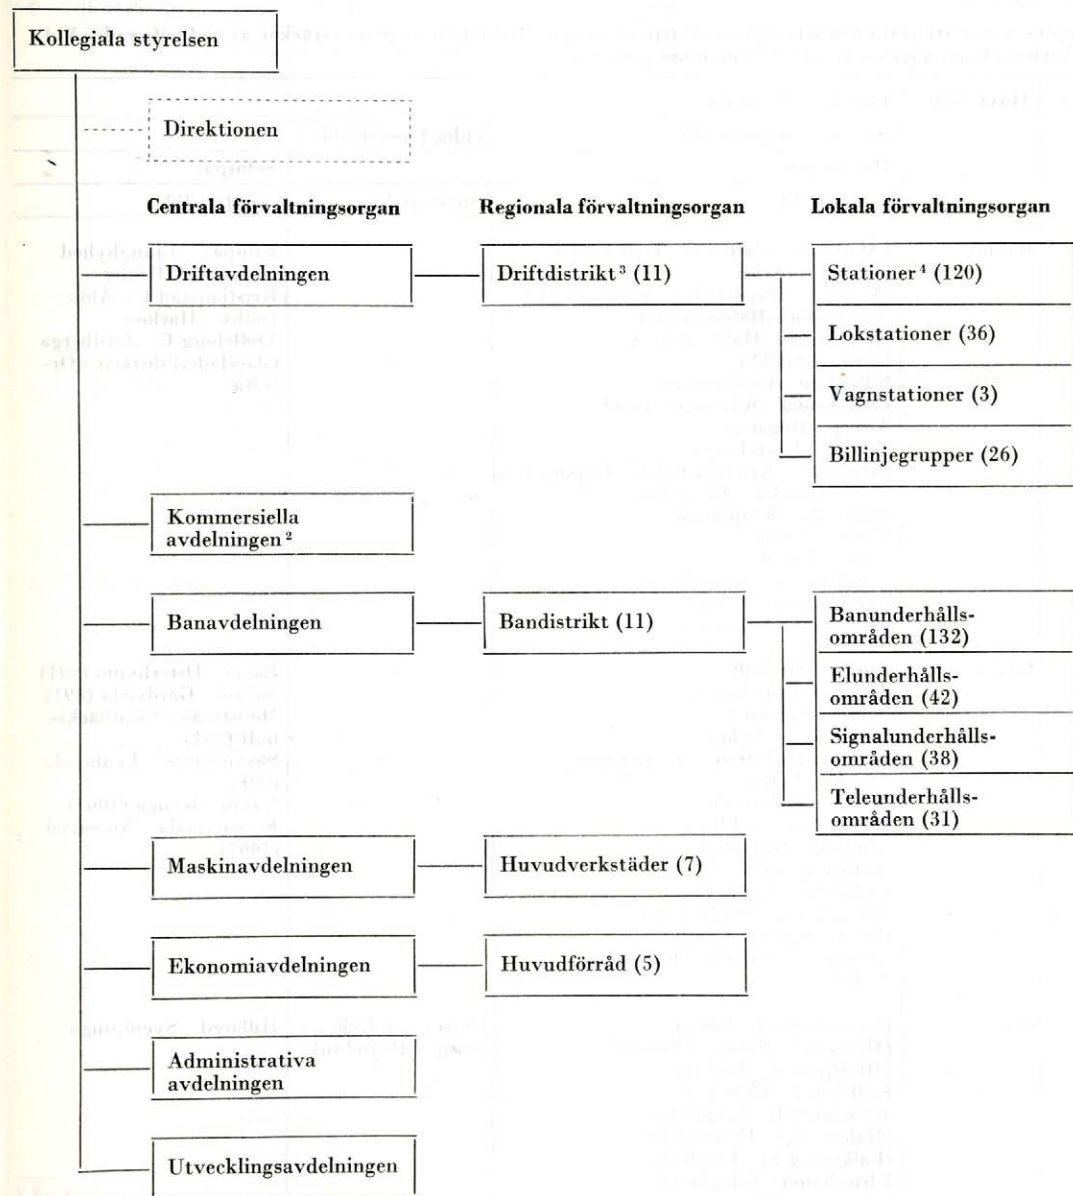 Kollegiala styrelsen
Direktionen
Centrala förvaltningsorgan
Regionala förvaltningsorgan
Lokala förvaltningsorgan
Driftavdelningen
Driftdistrikt³ (11)
Stationer⁴ (120)
Lokstationer (36)
Vagnstationer (3)
Billinjegrupper (26)
Kommersiella
avdelningen²
Banavdelningen
Bandistrikt (11)
Banunderhålls-
områden (132)
Elunderhålls-
områden (42)
Signalunderhålls-
områden (38)
Teleunderhålls-
områden (31)
Maskinavdelningen
Huvudverkstäder (7)
Ekonomiavdelningen
Huvudförråd (5)
Administrativa
avdelningen
Utvecklingsavdelningen